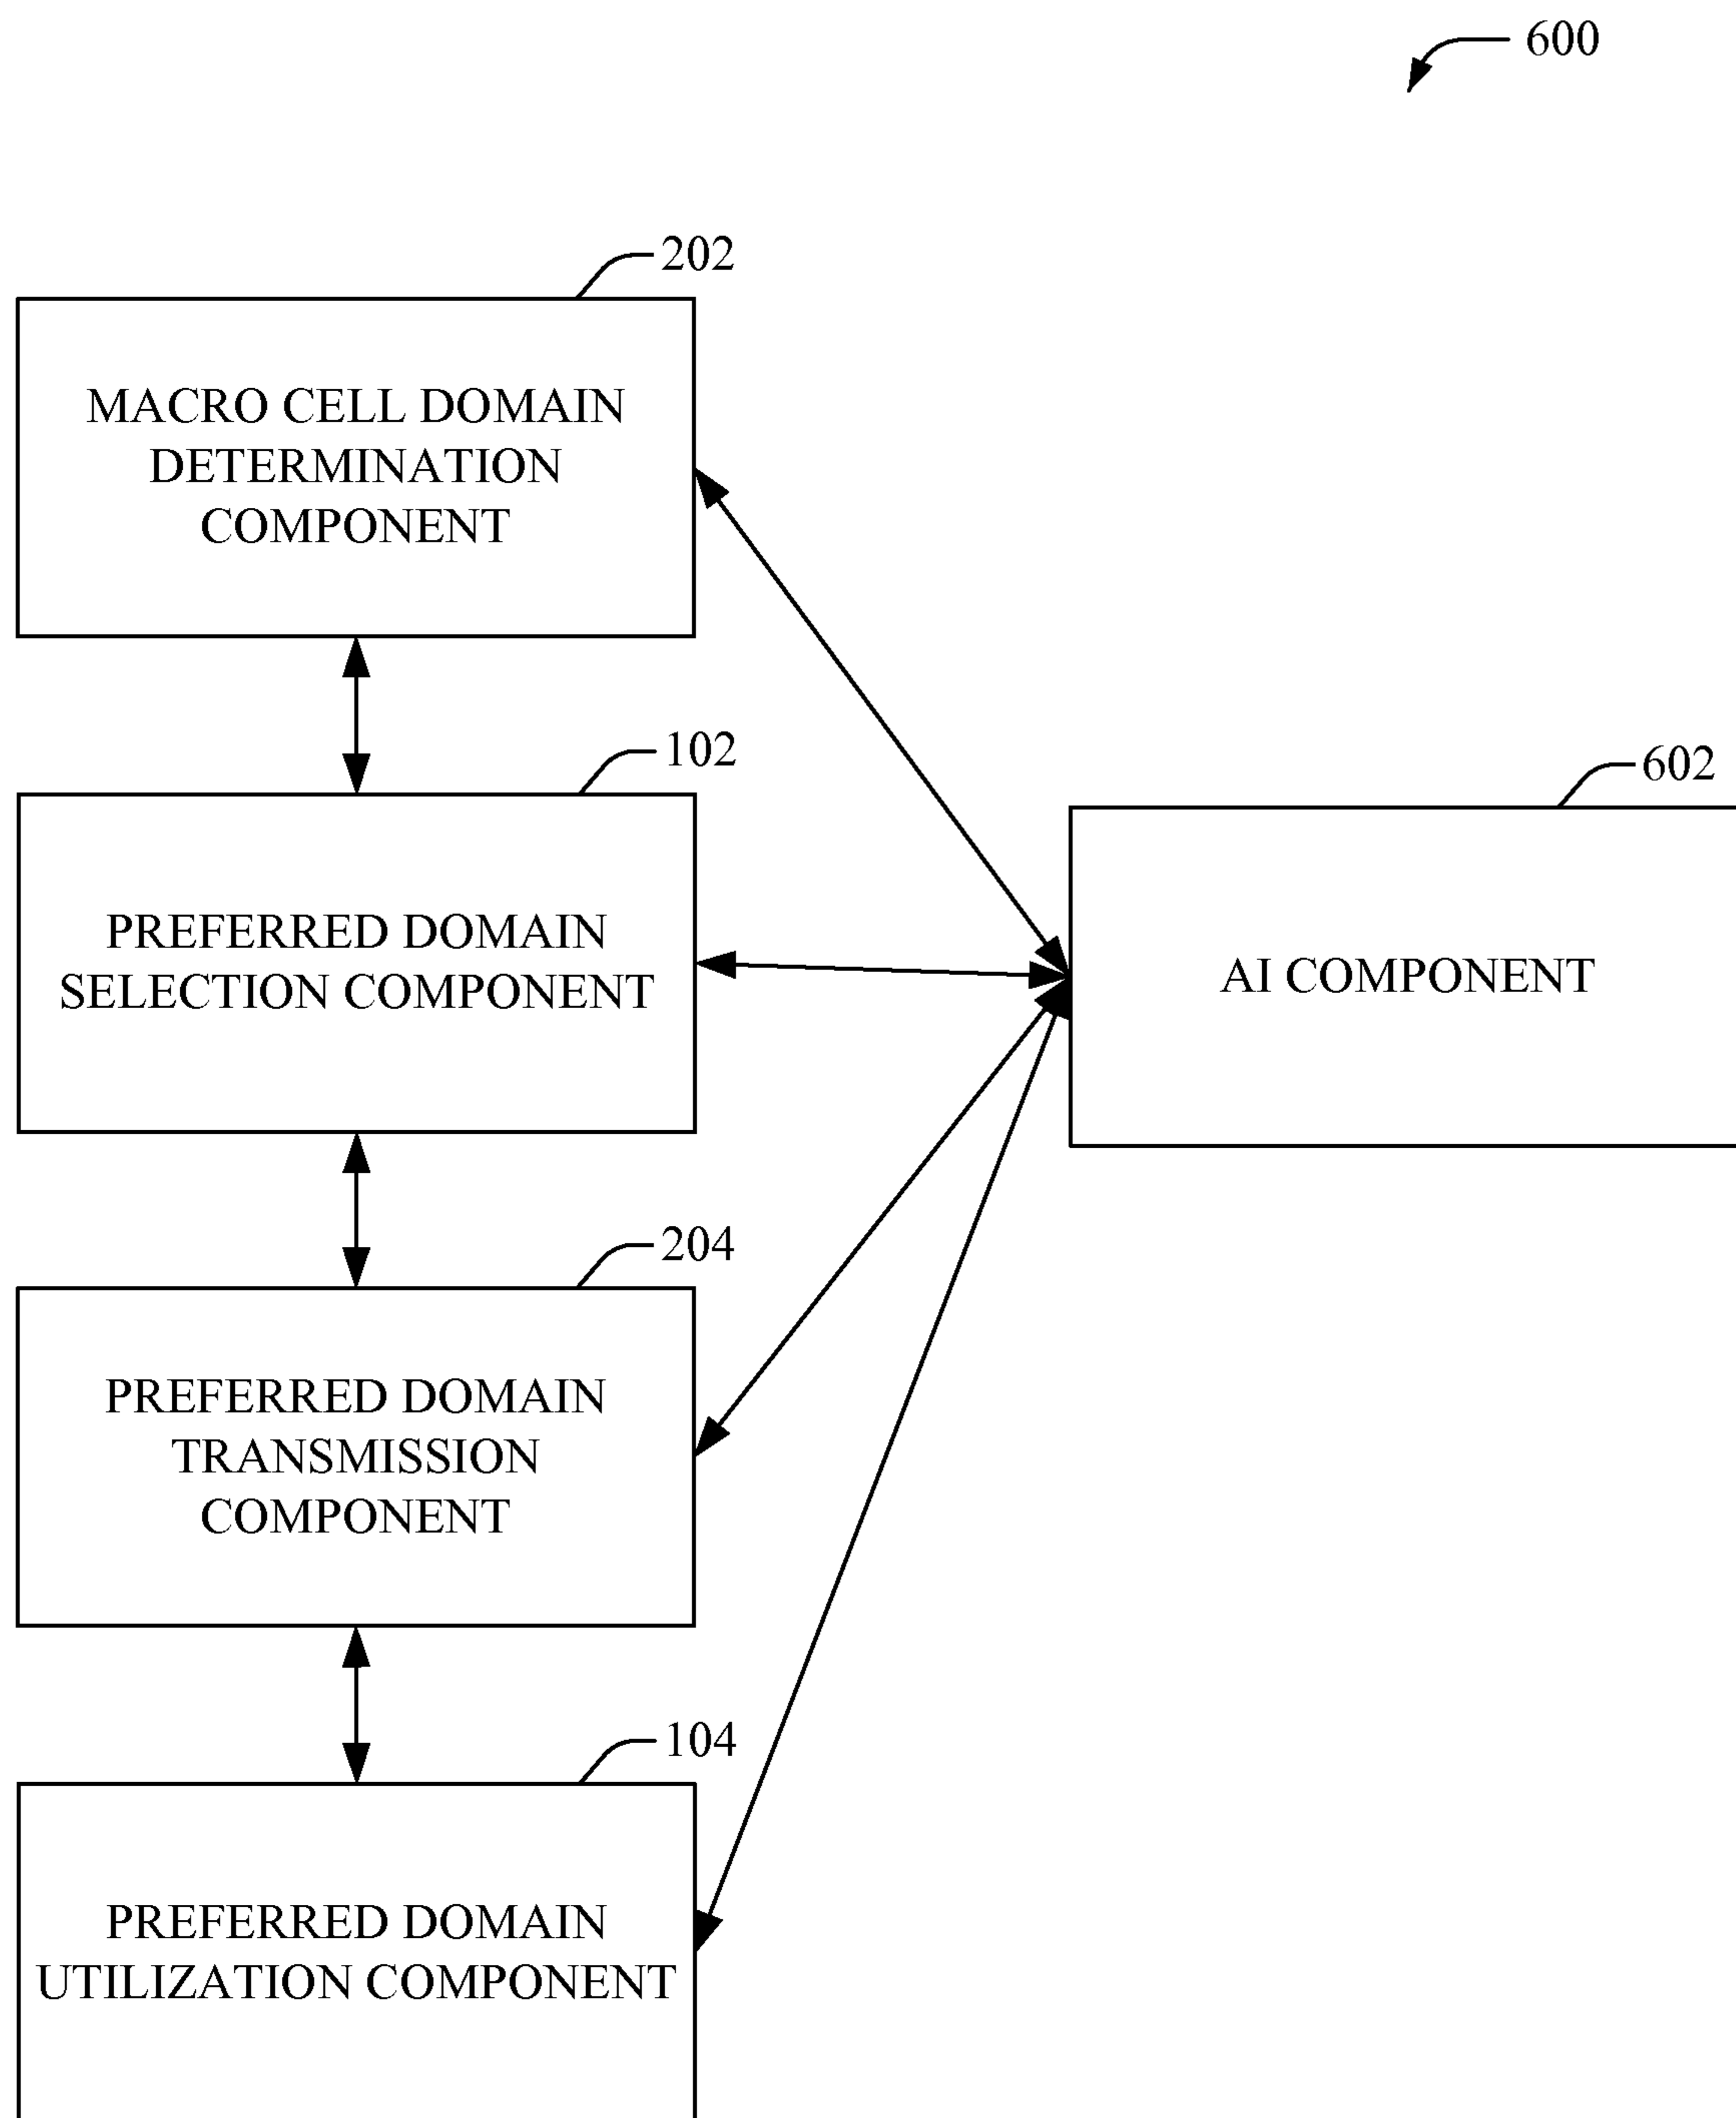 600
202
MACRO CELL DOMAIN
DETERMINATION
COMPONENT
102
PREFERRED DOMAIN
SELECTION COMPONENT
602
AI COMPONENT
204
PREFERRED DOMAIN
TRANSMISSION
COMPONENT
104
PREFERRED DOMAIN
UTILIZATION COMPONENT